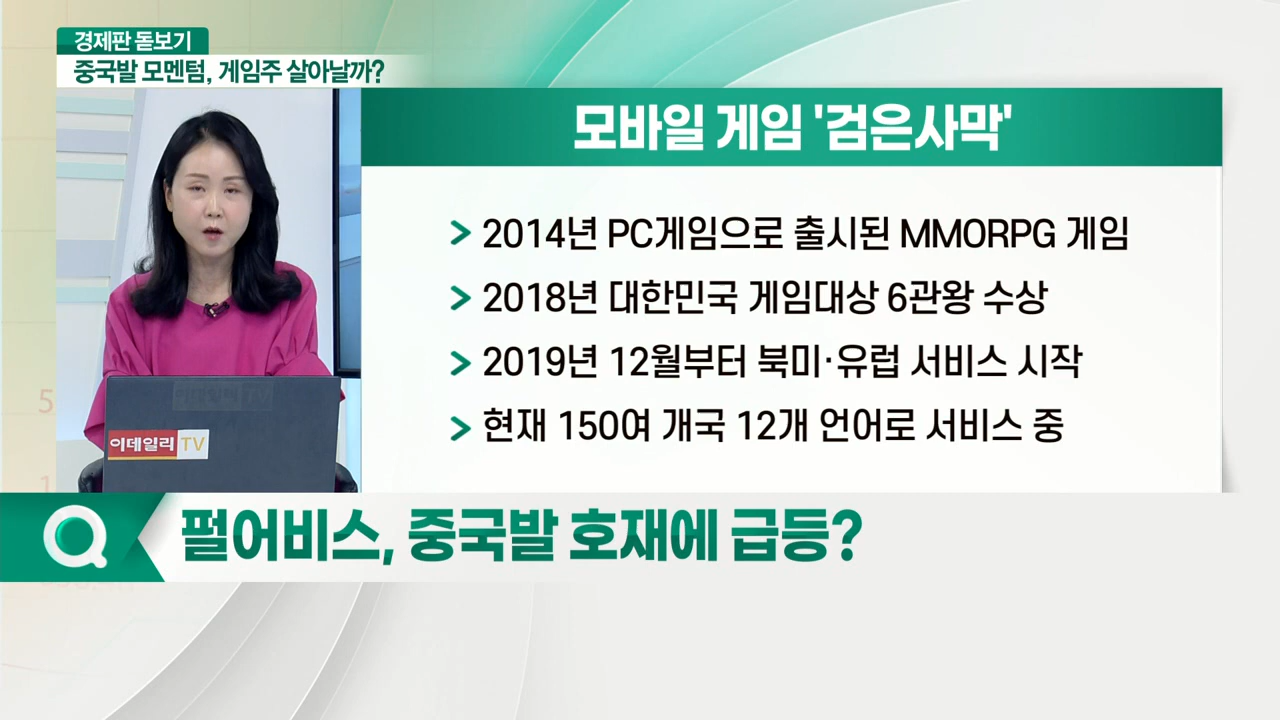 경제판 돋보기
중국발 모멘텀, 게임주 살아날까?
모바일 게임 '검은사막'
2014년 PC게임으로 출시된 MMORPG 게임
2018년 대한민국 게임대상 6관왕 수상
2019년 12월부터 북미·유럽 서비스 시작
현재 150여 개국 12개 언어로 서비스 중
이데일리 TV
이데일리 TV
펄어비스, 중국발 호재에 급등?